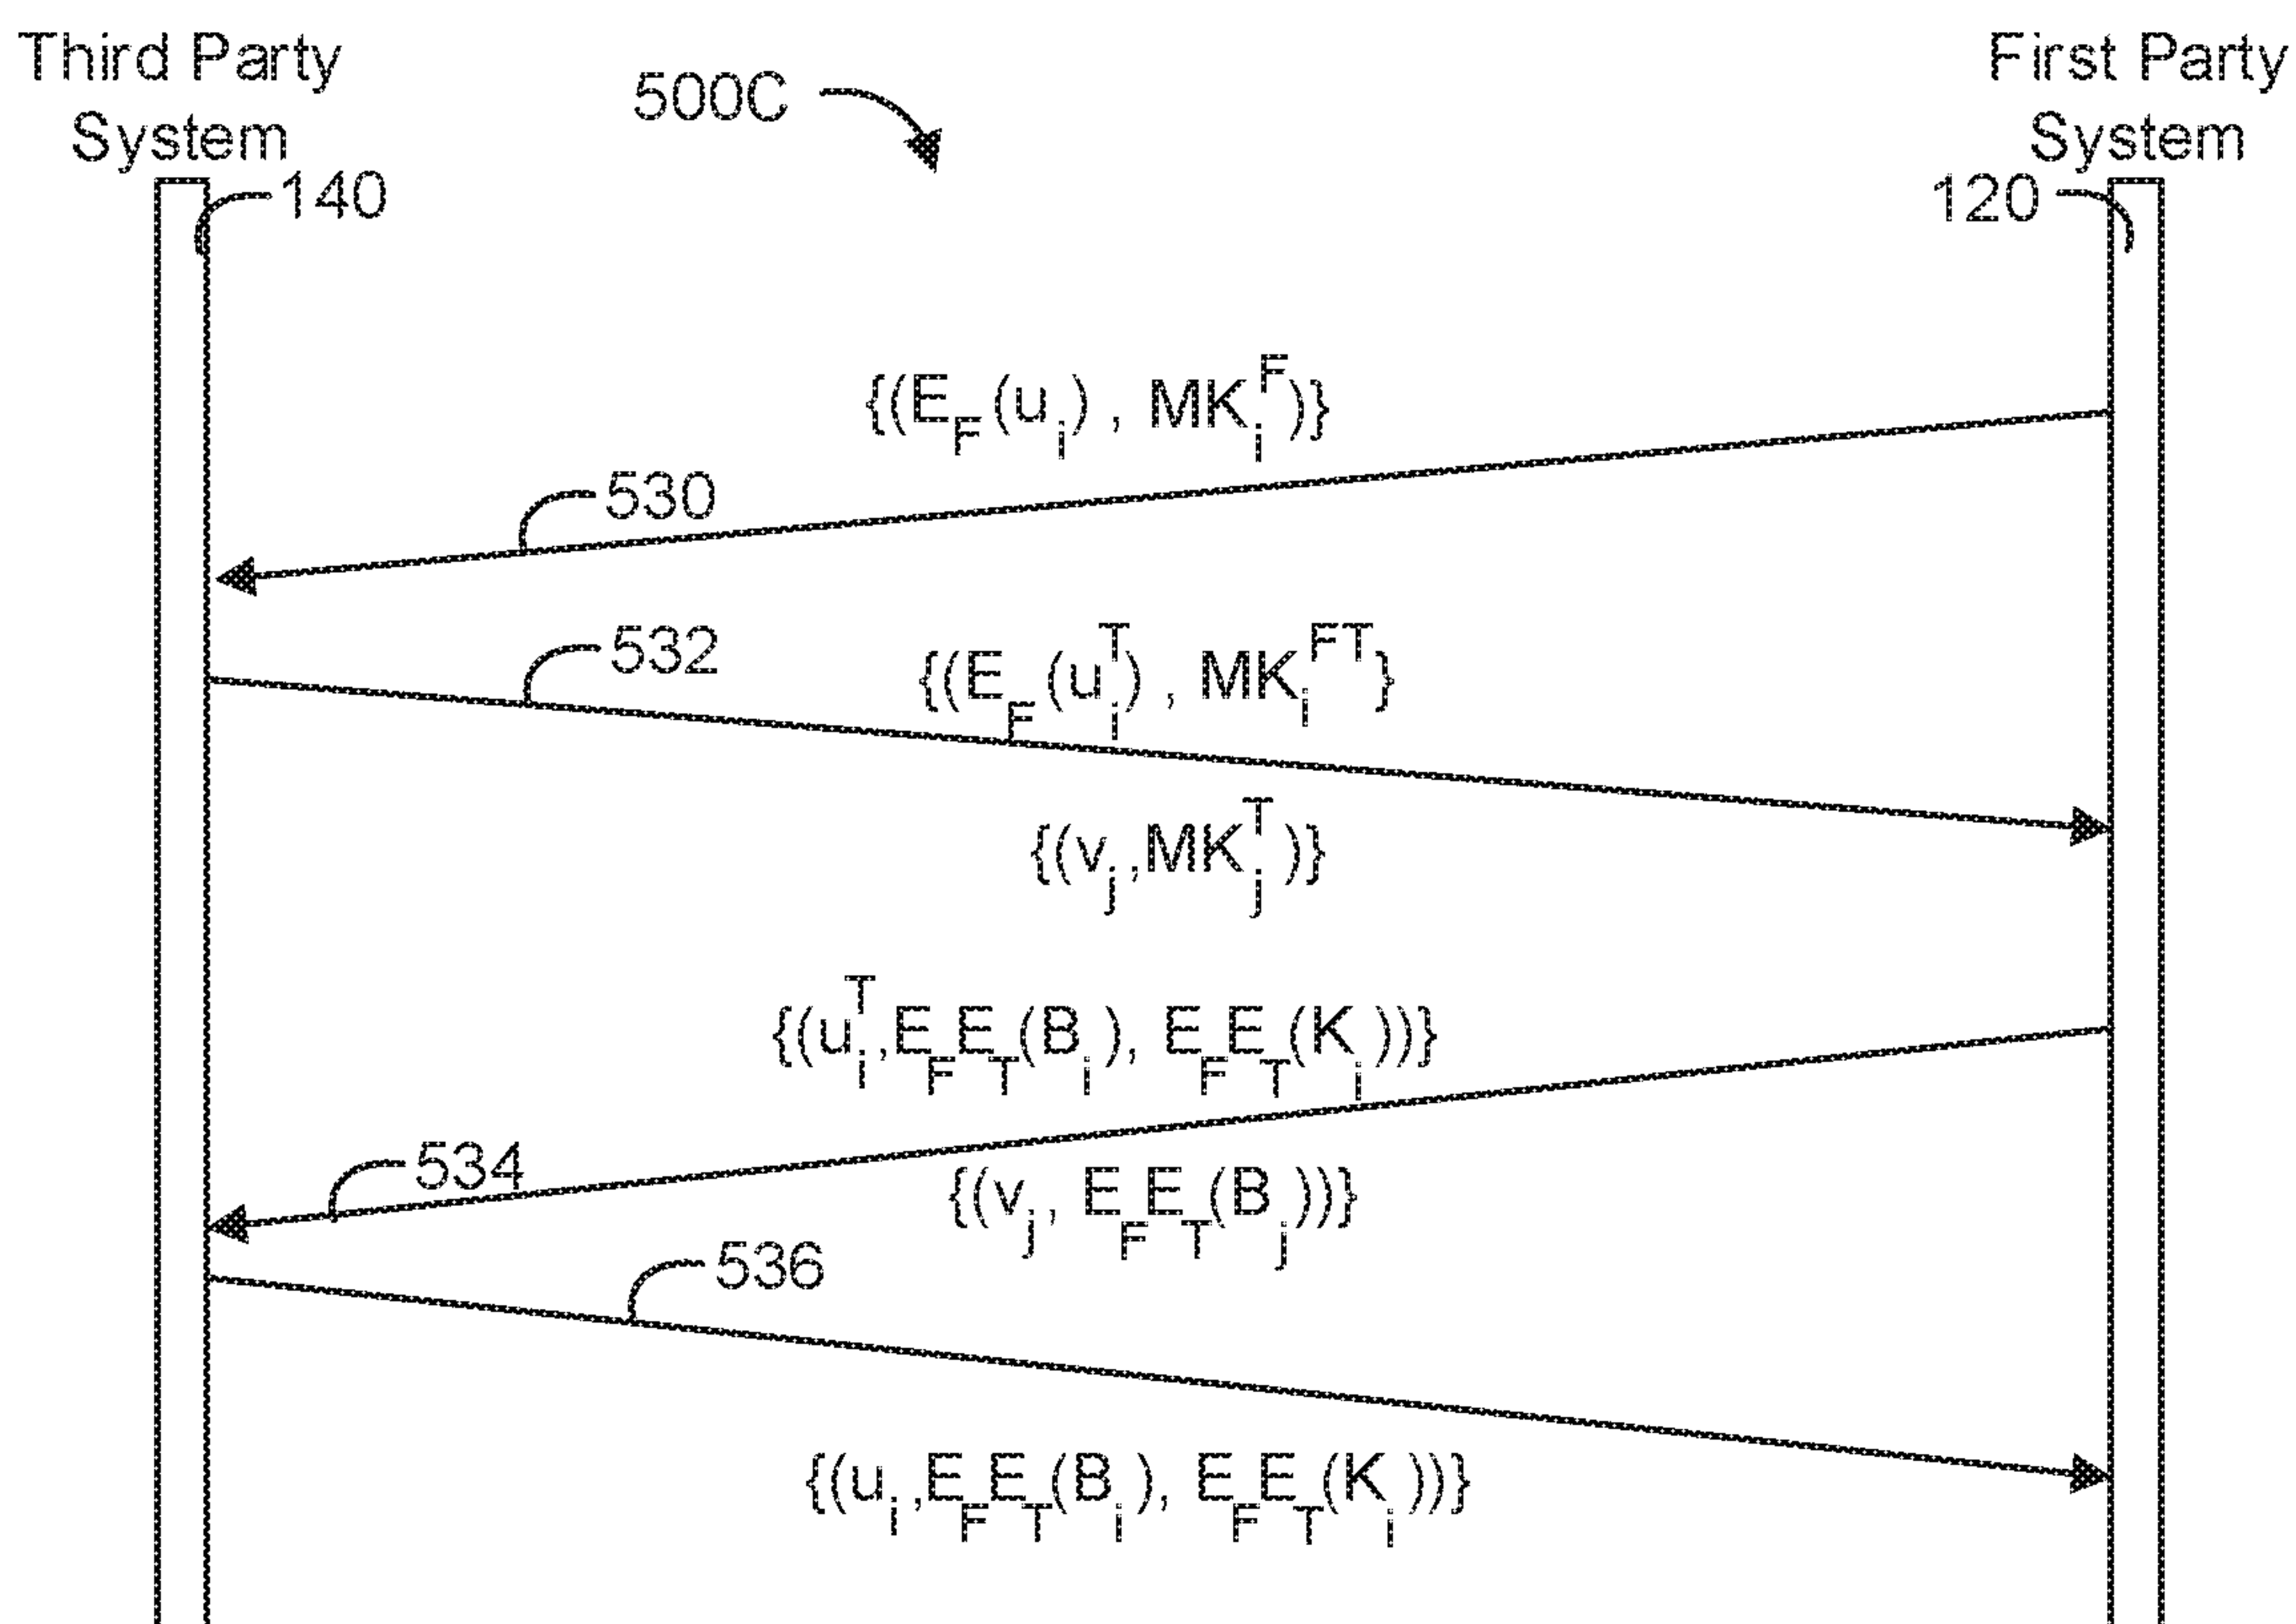 Third Party
System
140
500C
First Party
System
120
{(E_F(u_i) , MK_i^F)}
530
532
{(E_F(u_i^T) , MK_i^FT}
{(v_j,MK_j^T)}
{(u_i^T,E_FE_T(B_i), E_FE_T(K_i))}
534
{(v_j, E_FE_T(B_j))}
536
{(u_i,E_FE_T(B_i), E_FE_T(K_i))}